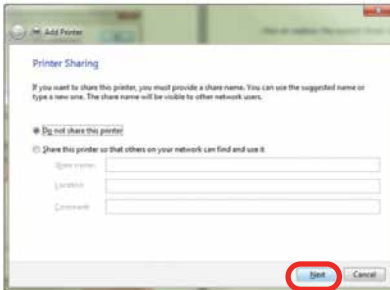 Add Printer
Printer Sharing
If you want to share this printer, you must provide a share name. You can use the suggested name or
type a new one. The share name will be visible to other network users.
Do not share this printer
Share this printer so that others on your network can find and use it
Share name:
Location:
Comment:
Next
Cancel